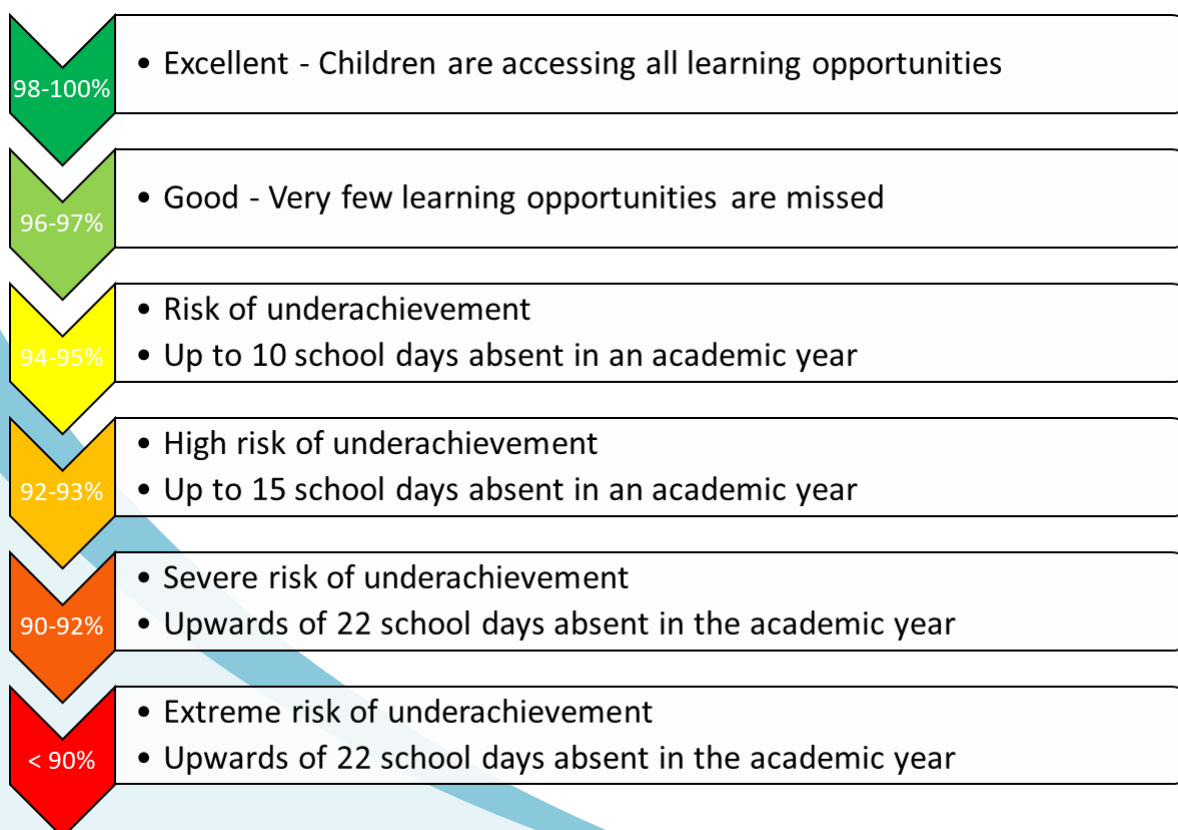 98-100%
• Excellent - Children are accessing all learning opportunities
96-97%
• Good - Very few learning opportunities are missed
94-95%
• Risk of underachievement
• Up to 10 school days absent in an academic year
92-93%
• High risk of underachievement
• Up to 15 school days absent in an academic year
90-92%
• Severe risk of underachievement
• Upwards of 22 school days absent in the academic year
< 90%
• Extreme risk of underachievement
• Upwards of 22 school days absent in the academic year